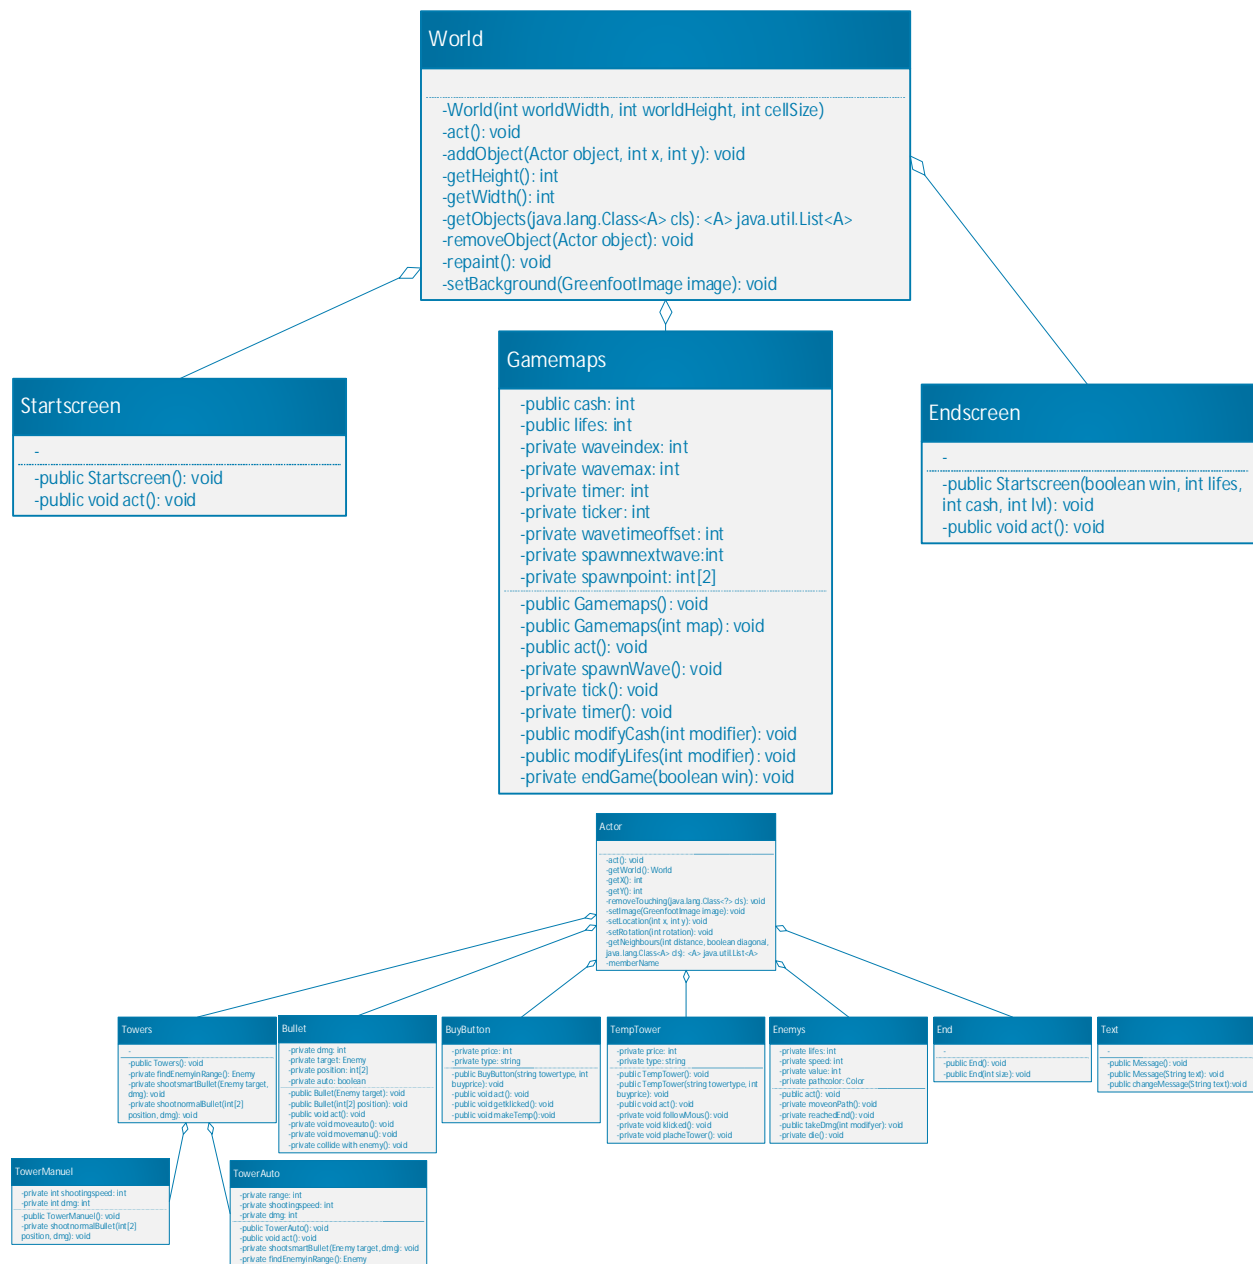 World
-World(int worldWidth, int worldHeight, int cellSize)
-act(): void
-addObject(Actor object, int x, int y): void
-getHeight(): int
-getWidth(): int
-getObjects(java.lang.Class<A> cls): <A> java.util.List<A>
-removeObject(Actor object): void
-repaint(): void
-setBackground(GreenfootImage image): void
Startscreen
-
-public Startscreen(): void
-public void act(): void
Gamemaps
-public cash: int
-public lifes: int
-private waveindex: int
-private wavemax: int
-private timer: int
-private ticker: int
-private wavetimeoffset: int
-private spawnnextwave:int
-private spawnpoint: int[2]
-public Gamemaps(): void
-public Gamemaps(int map): void
-public act(): void
-private spawnWave(): void
-private tick(): void
-private timer(): void
-public modifyCash(int modifier): void
-public modifyLifes(int modifier): void
-private endGame(boolean win): void
Endscreen
-
-public Startscreen(boolean win, int lifes,
int cash, int lvl): void
-public void act(): void
Actor
-act(): void
-getWorld(): World
-getX(): int
-getY(): int
-removeTouching(java.lang.Class<?> cls): void
-setImage(GreenfootImage image): void
-setLocation(int x, int y): void
-setRotation(int rotation): void
-getNeighbours(int distance, boolean diagonal,
java.lang.Class<A> cls): <A> java.util.List<A>
-memberName
Towers
-
-public Towers(): void
-private findEnemyinRange(): Enemy
-private shootsmartBullet(Enemy target,
dmg): void
-private shootnormalBullet(int[2]
position, dmg): void
Bullet
-private dmg: int
-private target: Enemy
-private position: int[2]
-private auto: boolean
-public Bullet(Enemy target): void
-public Bullet(int[2] position): void
-public void act(): void
-private void moveauto(): void
-private void movemanu(): void
-private collide with enemy(): void
BuyButton
-private price: int
-private type: string
-public BuyButton(string towertype, int
buyprice): void
-public void act(): void
-public void getklicked(): void
-public void makeTemp():void
TempTower
-private price: int
-private type: string
-public TempTower(): void
-public TempTower(string towertype, int
buyprice): void
-public void act(): void
-private void followMous(): void
-private void klicked(): void
-private void placheTower(): void
Enemys
-private lifes: int
-private speed: int
-private value: int
-private pathcolor: Color
-public act(): void
-private moveonPath(): void
-private reachedEnd(): void
-public takeDmg(int modifyer): void
-private die(): void
End
-
-public End(): void
-public End(int size): void
Text
-
-public Message(): void
-public Message(String text): void
-public changeMessage(String text):void
TowerManuel
-private int shootingspeed: int
-private int dmg: int
-public TowerManuel(): void
-private shootnormalBullet(int[2]
position, dmg): void
TowerAuto
-private range: int
-private shootingspeed: int
-private dmg: int
-public TowerAuto(): void
-public void act(): void
-private shootsmartBullet(Enemy target, dmg): void
-private findEnemyinRange(): Enemy